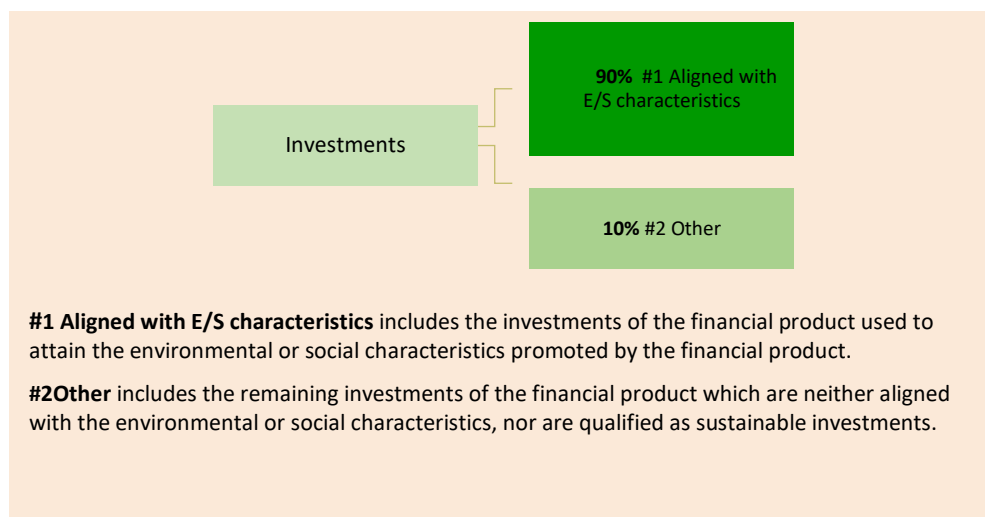 90% #1 Aligned with
E/S characteristics
Investments
10% #2 Other
#1 Aligned with E/S characteristics includes the investments of the financial product used to
attain the environmental or social characteristics promoted by the financial product.
#2Other includes the remaining investments of the financial product which are neither aligned
with the environmental or social characteristics, nor are qualified as sustainable investments.